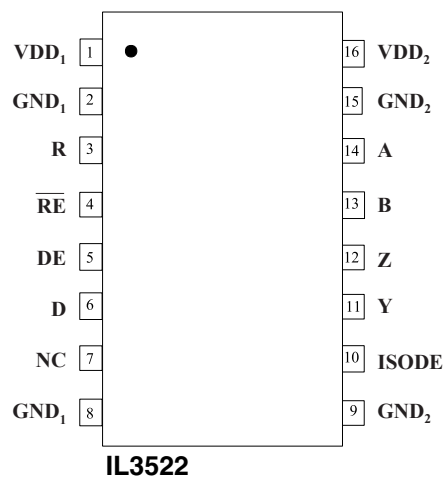 VDD₁ 1 16 VDD₂
GND₁ 2 15 GND₂
R 3 14 A
R̅E̅ 4 13 B
DE 5 12 Z
D 6 11 Y
NC 7 10 ISODE
GND₁ 8 9 GND₂
IL3522